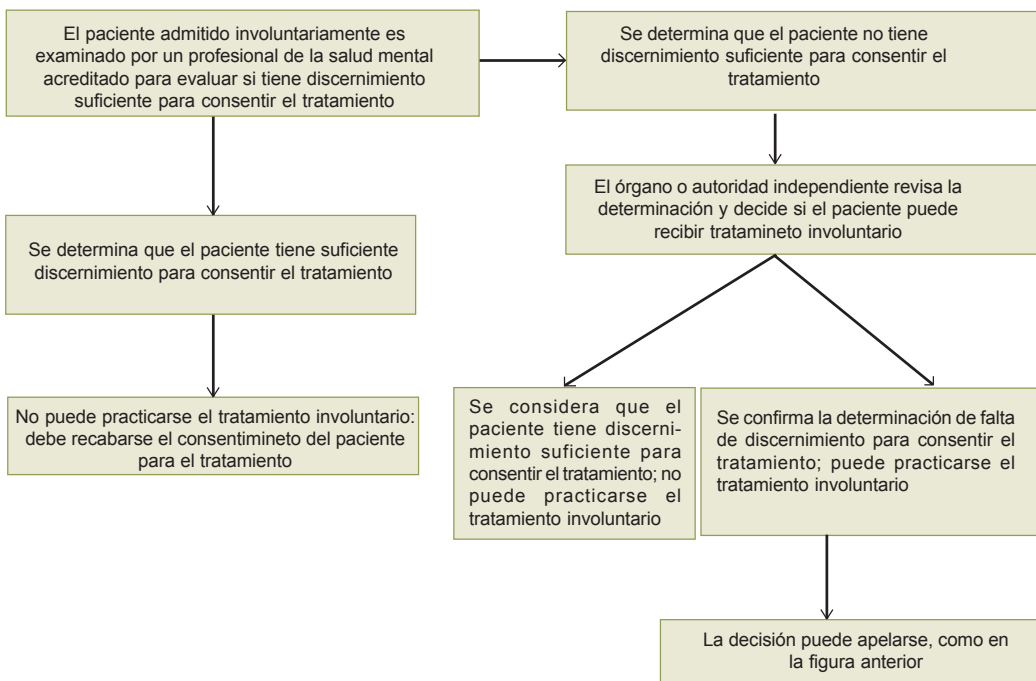 El paciente admitido involuntariamente es
examinado por un profesional de la salud mental
acreditado para evaluar si tiene discernimiento
suficiente para consentir el tratamiento
Se determina que el paciente no tiene
discernimiento suficiente para consentir el
tratamiento
El órgano o autoridad independiente revisa la
determinación y decide si el paciente puede
recibir tratamineto involuntario
Se determina que el paciente tiene suficiente
discernimiento para consentir el tratamiento
No puede practicarse el tratamiento involuntario:
debe recabarse el consentimineto del paciente
para el tratamiento
Se considera que el
paciente tiene discerni-
miento suficiente para
consentir el tratamiento; no
puede practicarse el
tratamiento involuntario
Se confirma la determinación de falta
de discernimiento para consentir el
tratamiento; puede practicarse el
tratamiento involuntario
La decisión puede apelarse, como en
la figura anterior